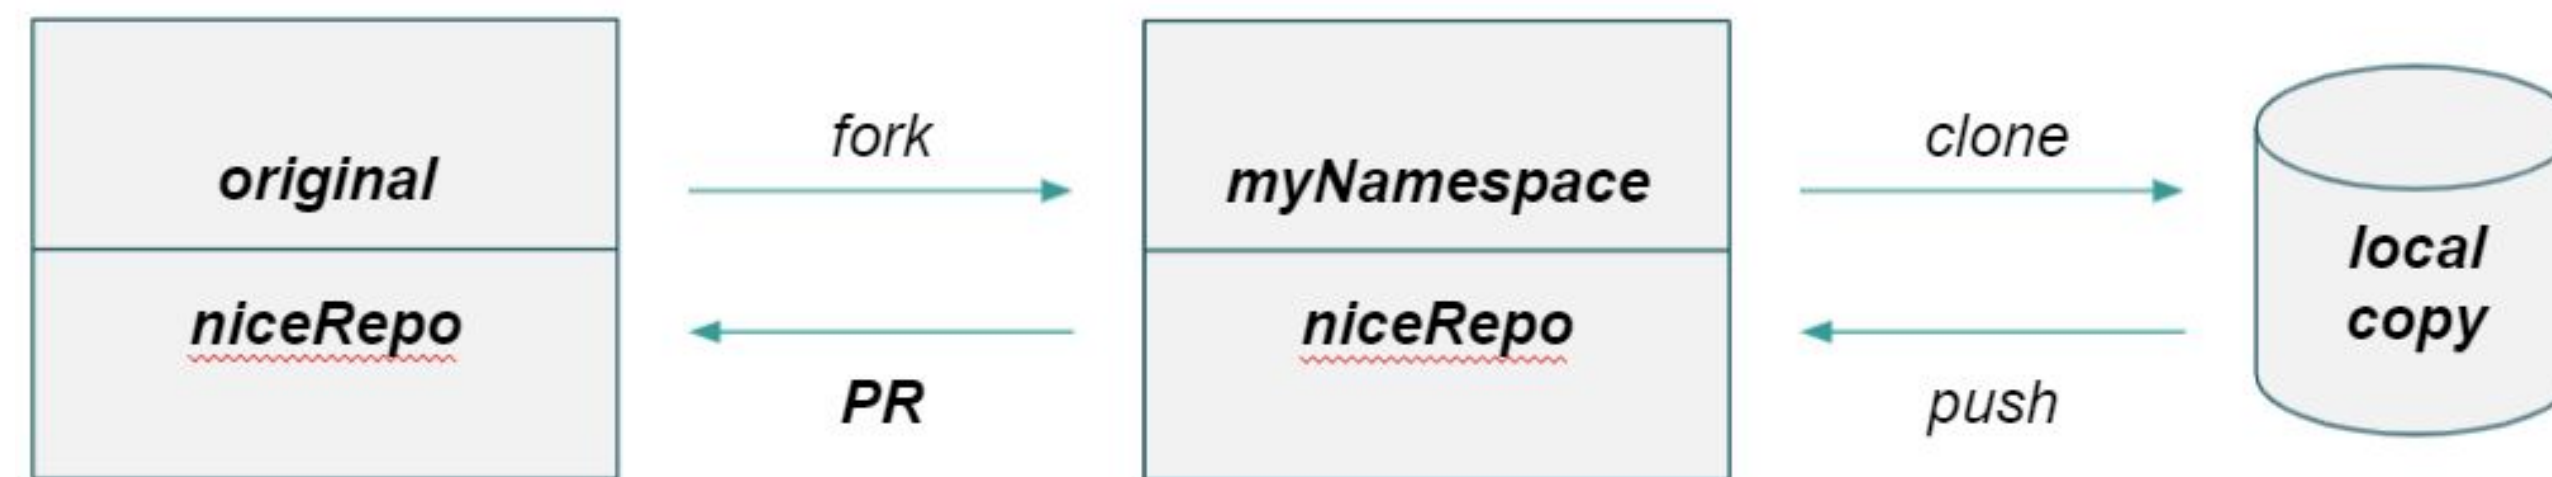 original
niceRepo
fork
PR
myNamespace
niceRepo
clone
push
local
copy